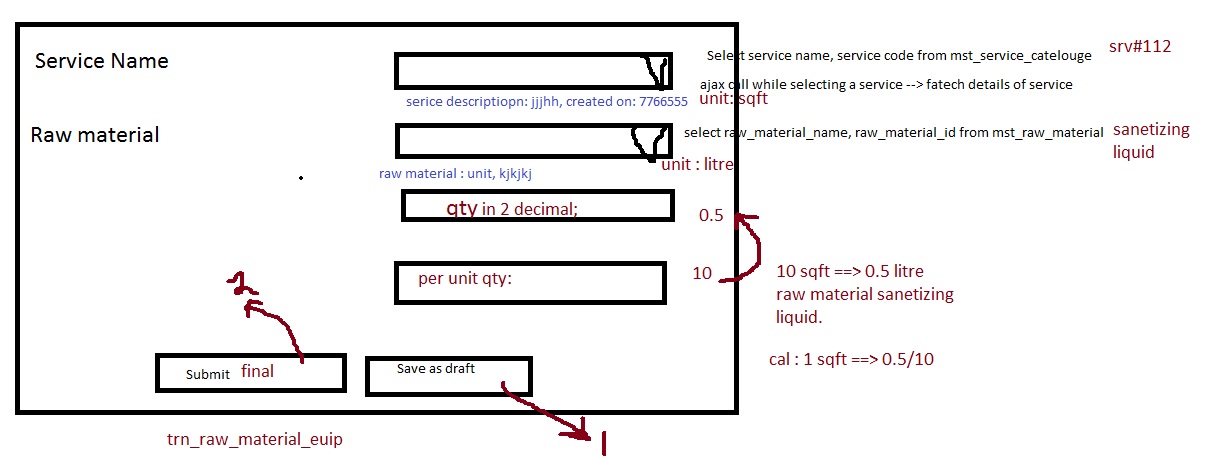 Service Name
Select service name, service code from mst_service_catelouge
srv#112
ajax call while selecting a service --> fatech details of service
serice descriptiopn: jjjhh, created on: 7766555
unit: sqft
Raw material
select raw_material_name, raw_material_id from mst_raw_material
sanetizing
liquid
unit : litre
raw material : unit, kjkjkj
qty in 2 decimal;
0.5
per unit qty:
10
10 sqft ==> 0.5 litre
raw material sanetizing
liquid.
2
cal : 1 sqft ==> 0.5/10
Submit final
Save as draft
1
trn_raw_material_euip